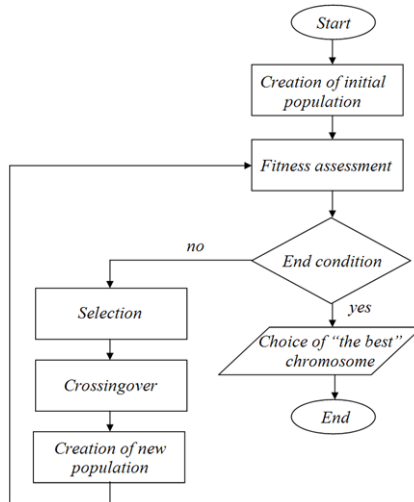 Start
Creation of initial
population
Fitness assessment
no
End condition
yes
Selection
Choice of “the best”
chromosome
Crossingover
End
Creation of new
population